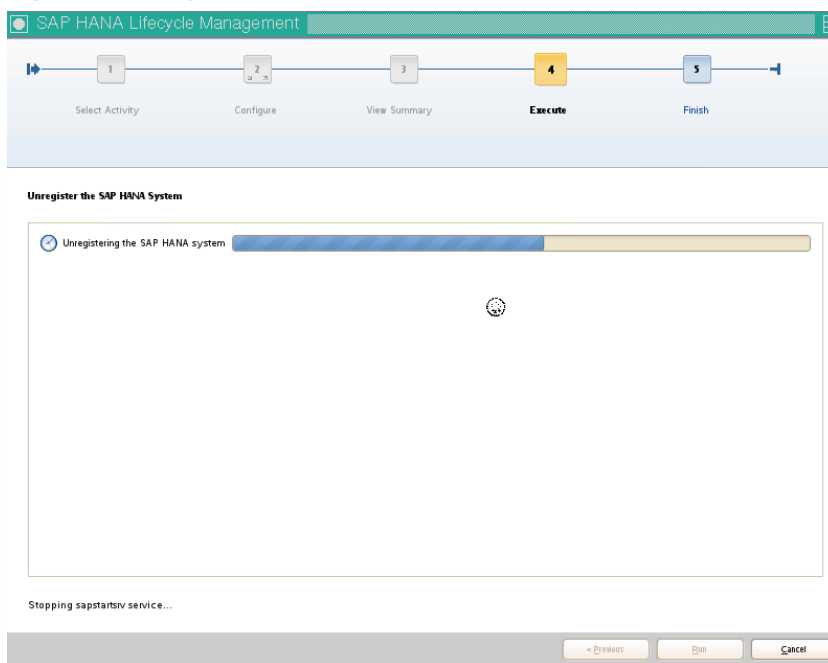 SAP HANA Lifecycle Management
1 2 3 4 5
Select Activity Configure View Summary Execute Finish
Unregister the SAP HANA System
Unregistering the SAP HANA system
Stopping sapstartsrv service...
< Previous Run Cancel